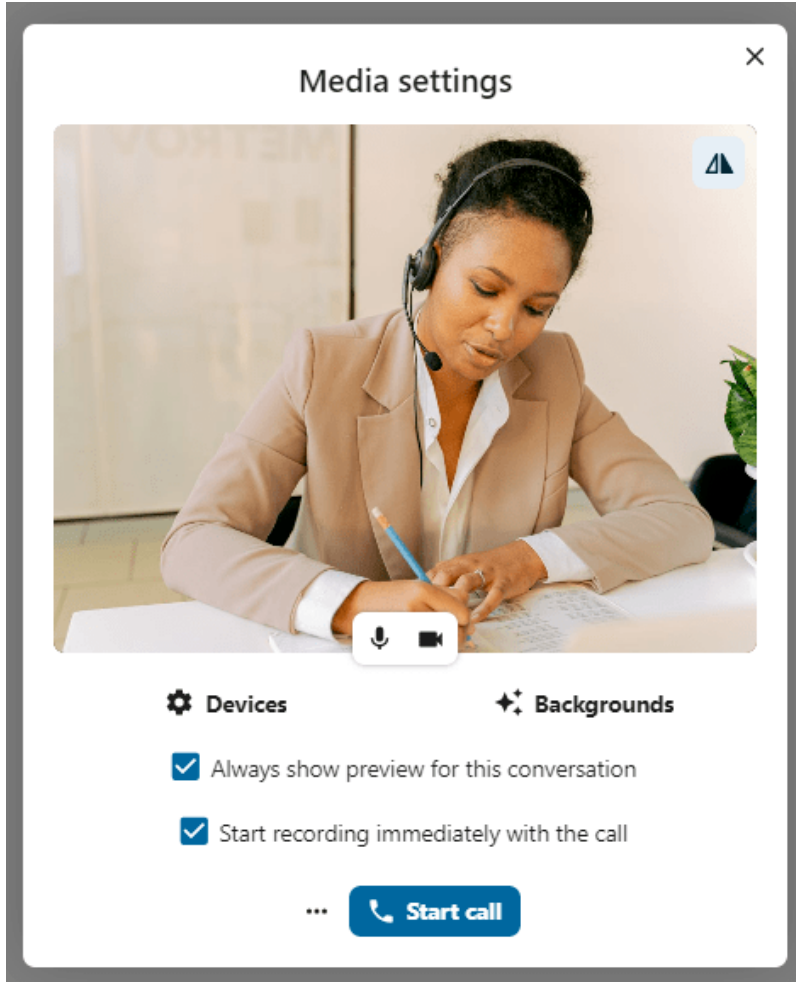 Media settings
Devices
Backgrounds
Always show preview for this conversation
Start recording immediately with the call
... Start call